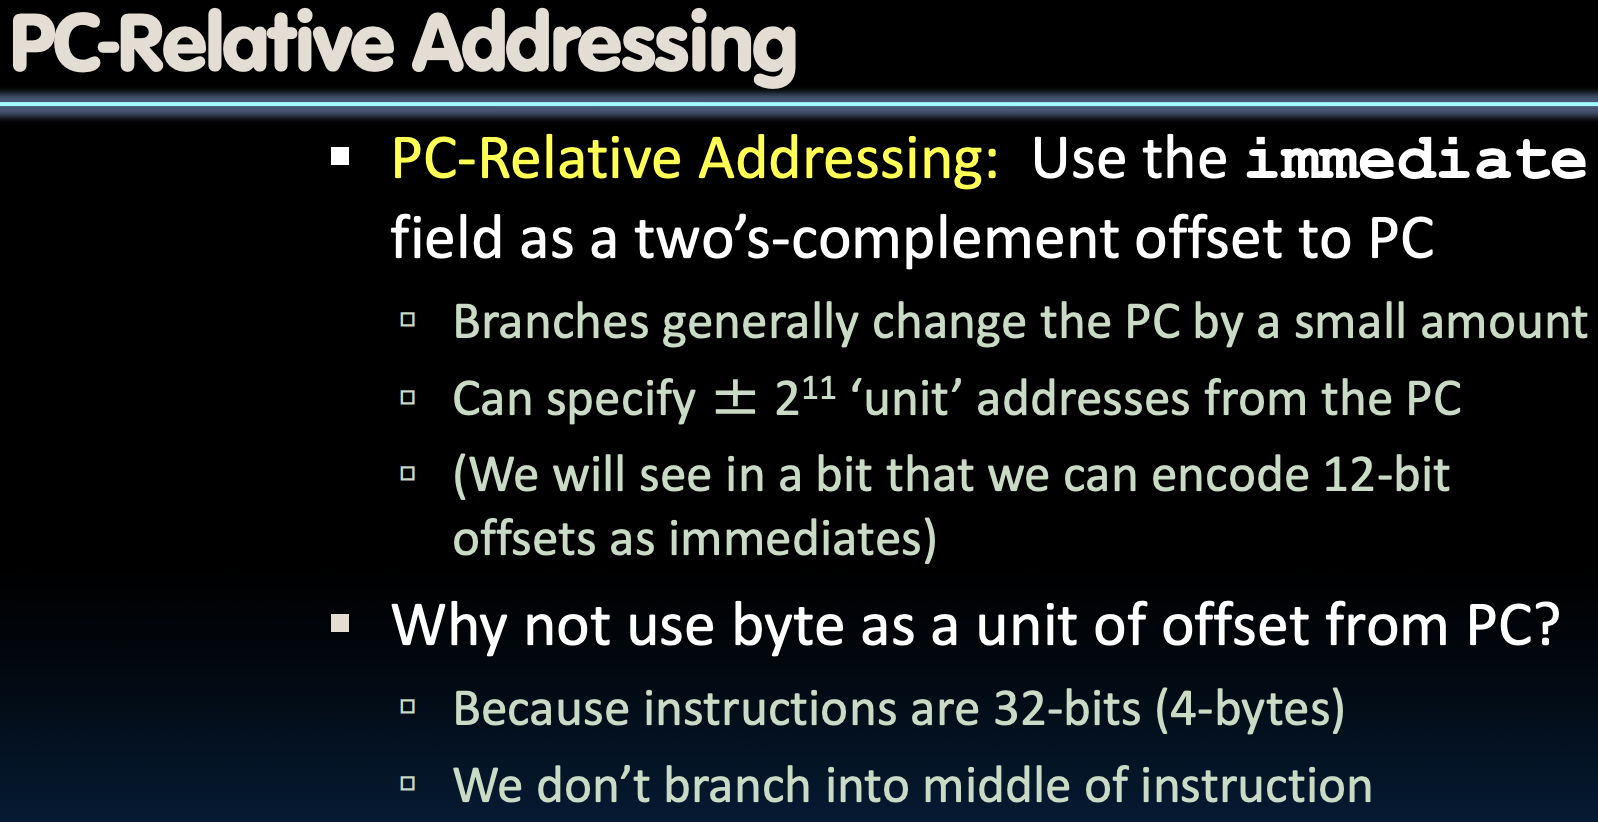 PC-Relative Addressing
PC-Relative Addressing: Use the immediate
field as a two’s-complement offset to PC
Branches generally change the PC by a small amount
Can specify ± 2¹¹ ‘unit’ addresses from the PC
(We will see in a bit that we can encode 12-bit
offsets as immediates)
Why not use byte as a unit of offset from PC?
Because instructions are 32-bits (4-bytes)
We don’t branch into middle of instruction